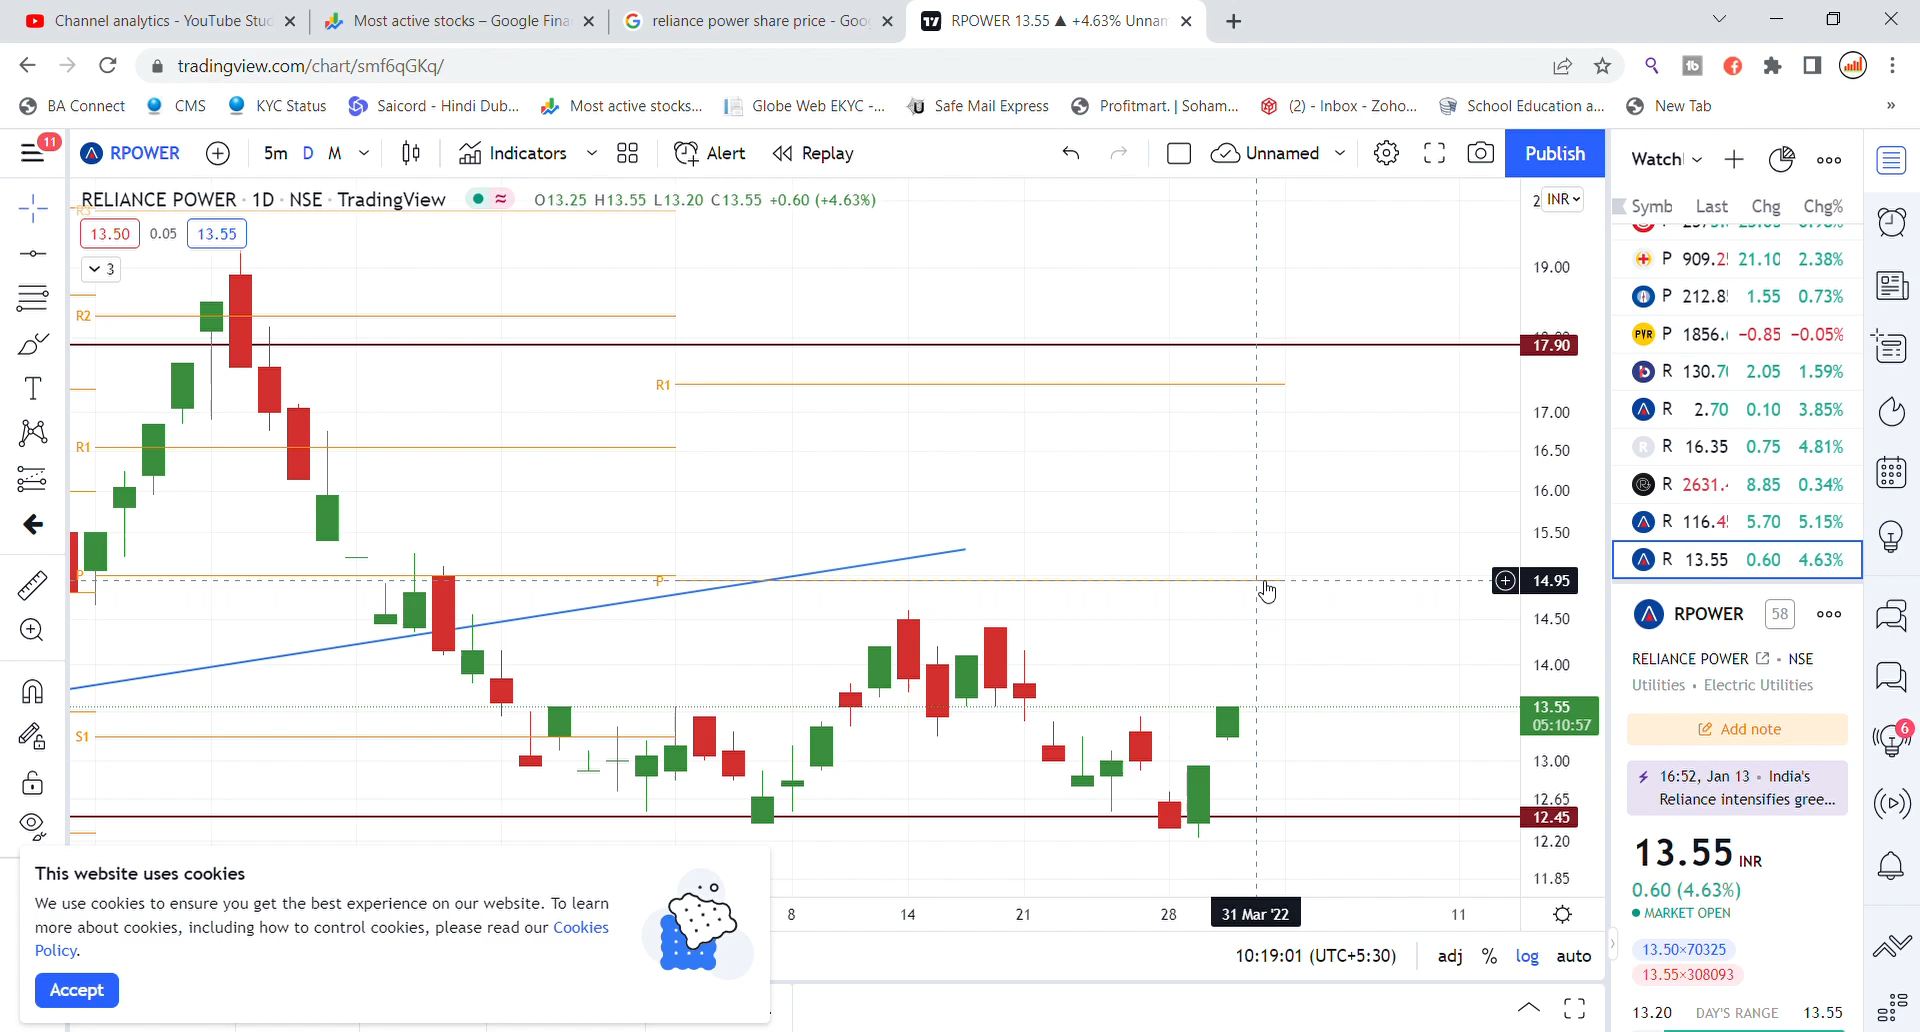 Channel analytics - YouTube Stu
Most active stocks – Google Fina
reliance power share price - Goo
RPOWER 13.55 ▲ +4.63% Unnam
tradingview.com/chart/smf6qGKq/
BA Connect
CMS
KYC Status
Saicord - Hindi Dub...
Most active stocks...
Globe Web EKYC -...
Safe Mail Express
Profitmart. | Soham...
(2) - Inbox - Zoho...
School Education a...
New Tab
»
11
RPOWER
5m D M
Indicators
Alert
Replay
Unnamed
Publish
Watchl
RELIANCE POWER · 1D · NSE · TradingView
O13.25 H13.55 L13.20 C13.55 +0.60 (+4.63%)
INR
13.50 0.05 13.55
3
R3
R2
R1
P
S1
R1
P
19.00
17.90
17.00
16.50
16.00
15.50
14.95
14.50
14.00
13.55
05:10:57
13.00
12.65
12.45
12.20
11.85
8 14 21 28 31 Mar '22 11
10:19:01 (UTC+5:30)
adj % log auto
This website uses cookies
We use cookies to ensure you get the best experience on our website. To learn
more about cookies, including how to control cookies, please read our Cookies
Policy.
Accept
Symb Last Chg Chg%
P 909.25 21.10 2.38%
P 212.85 1.55 0.73%
PVR P 1856. −0.85 −0.05%
R 130.70 2.05 1.59%
R 2.70 0.10 3.85%
R 16.35 0.75 4.81%
R 2631. 8.85 0.34%
R 116.45 5.70 5.15%
R 13.55 0.60 4.63%
RPOWER 58
RELIANCE POWER • NSE
Utilities • Electric Utilities
Add note
16:52, Jan 13 • India's
Reliance intensifies gree...
13.55 INR
0.60 (4.63%)
MARKET OPEN
13.50×70325
13.55×308093
13.20 DAY'S RANGE 13.55
6